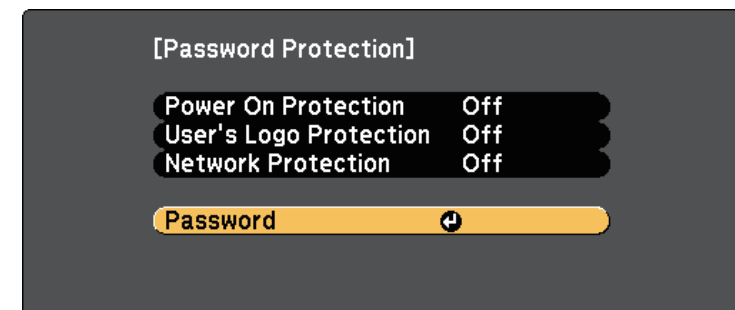 [Password Protection]
Power On Protection Off
User's Logo Protection Off
Network Protection Off
Password